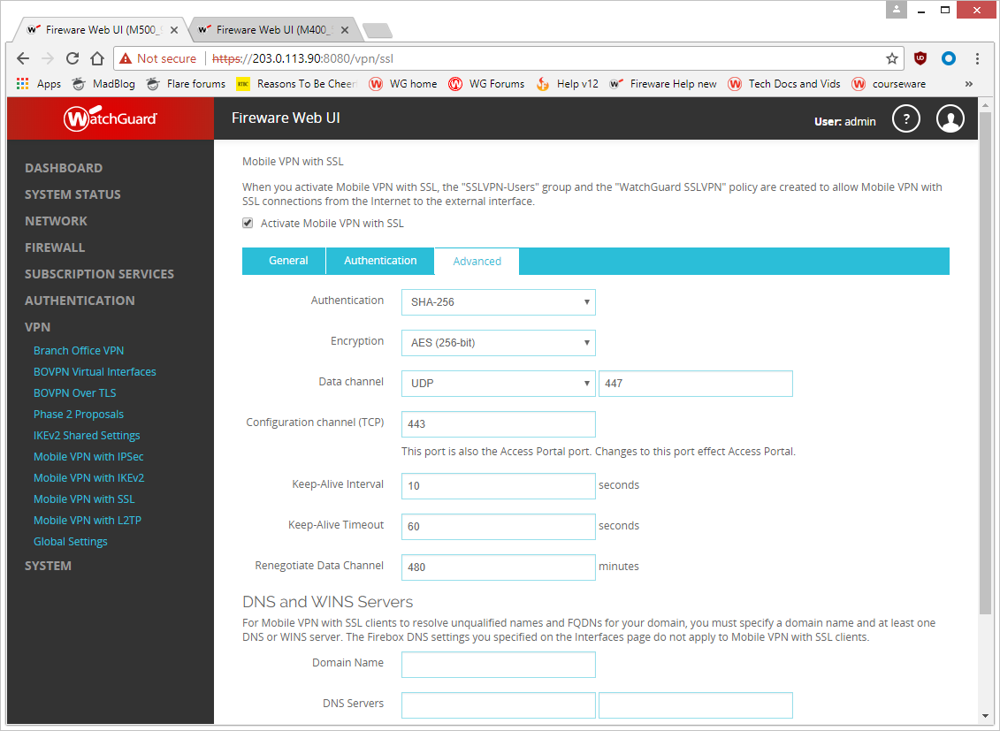 Fireware Web UI (M500_
Fireware Web UI (M400_
Not secure https://203.0.113.90:8080/vpn/ssl
Apps MadBlog Flare forums Reasons To Be Cheer WG home WG Forums Help v12 Fireware Help new Tech Docs and Vids courseware »
WatchGuard
Fireware Web UI
User: admin ?
DASHBOARD
SYSTEM STATUS
NETWORK
FIREWALL
SUBSCRIPTION SERVICES
AUTHENTICATION
VPN
Branch Office VPN
BOVPN Virtual Interfaces
BOVPN Over TLS
Phase 2 Proposals
IKEv2 Shared Settings
Mobile VPN with IPSec
Mobile VPN with IKEv2
Mobile VPN with SSL
Mobile VPN with L2TP
Global Settings
SYSTEM
Mobile VPN with SSL
When you activate Mobile VPN with SSL, the "SSLVPN-Users" group and the "WatchGuard SSLVPN" policy are created to allow Mobile VPN with
SSL connections from the Internet to the external interface.
Activate Mobile VPN with SSL
General Authentication Advanced
Authentication SHA-256
Encryption AES (256-bit)
Data channel UDP 447
Configuration channel (TCP) 443
This port is also the Access Portal port. Changes to this port effect Access Portal.
Keep-Alive Interval 10 seconds
Keep-Alive Timeout 60 seconds
Renegotiate Data Channel 480 minutes
DNS and WINS Servers
For Mobile VPN with SSL clients to resolve unqualified names and FQDNs for your domain, you must specify a domain name and at least one
DNS or WINS server. The Firebox DNS settings you specified on the Interfaces page do not apply to Mobile VPN with SSL clients.
Domain Name
DNS Servers